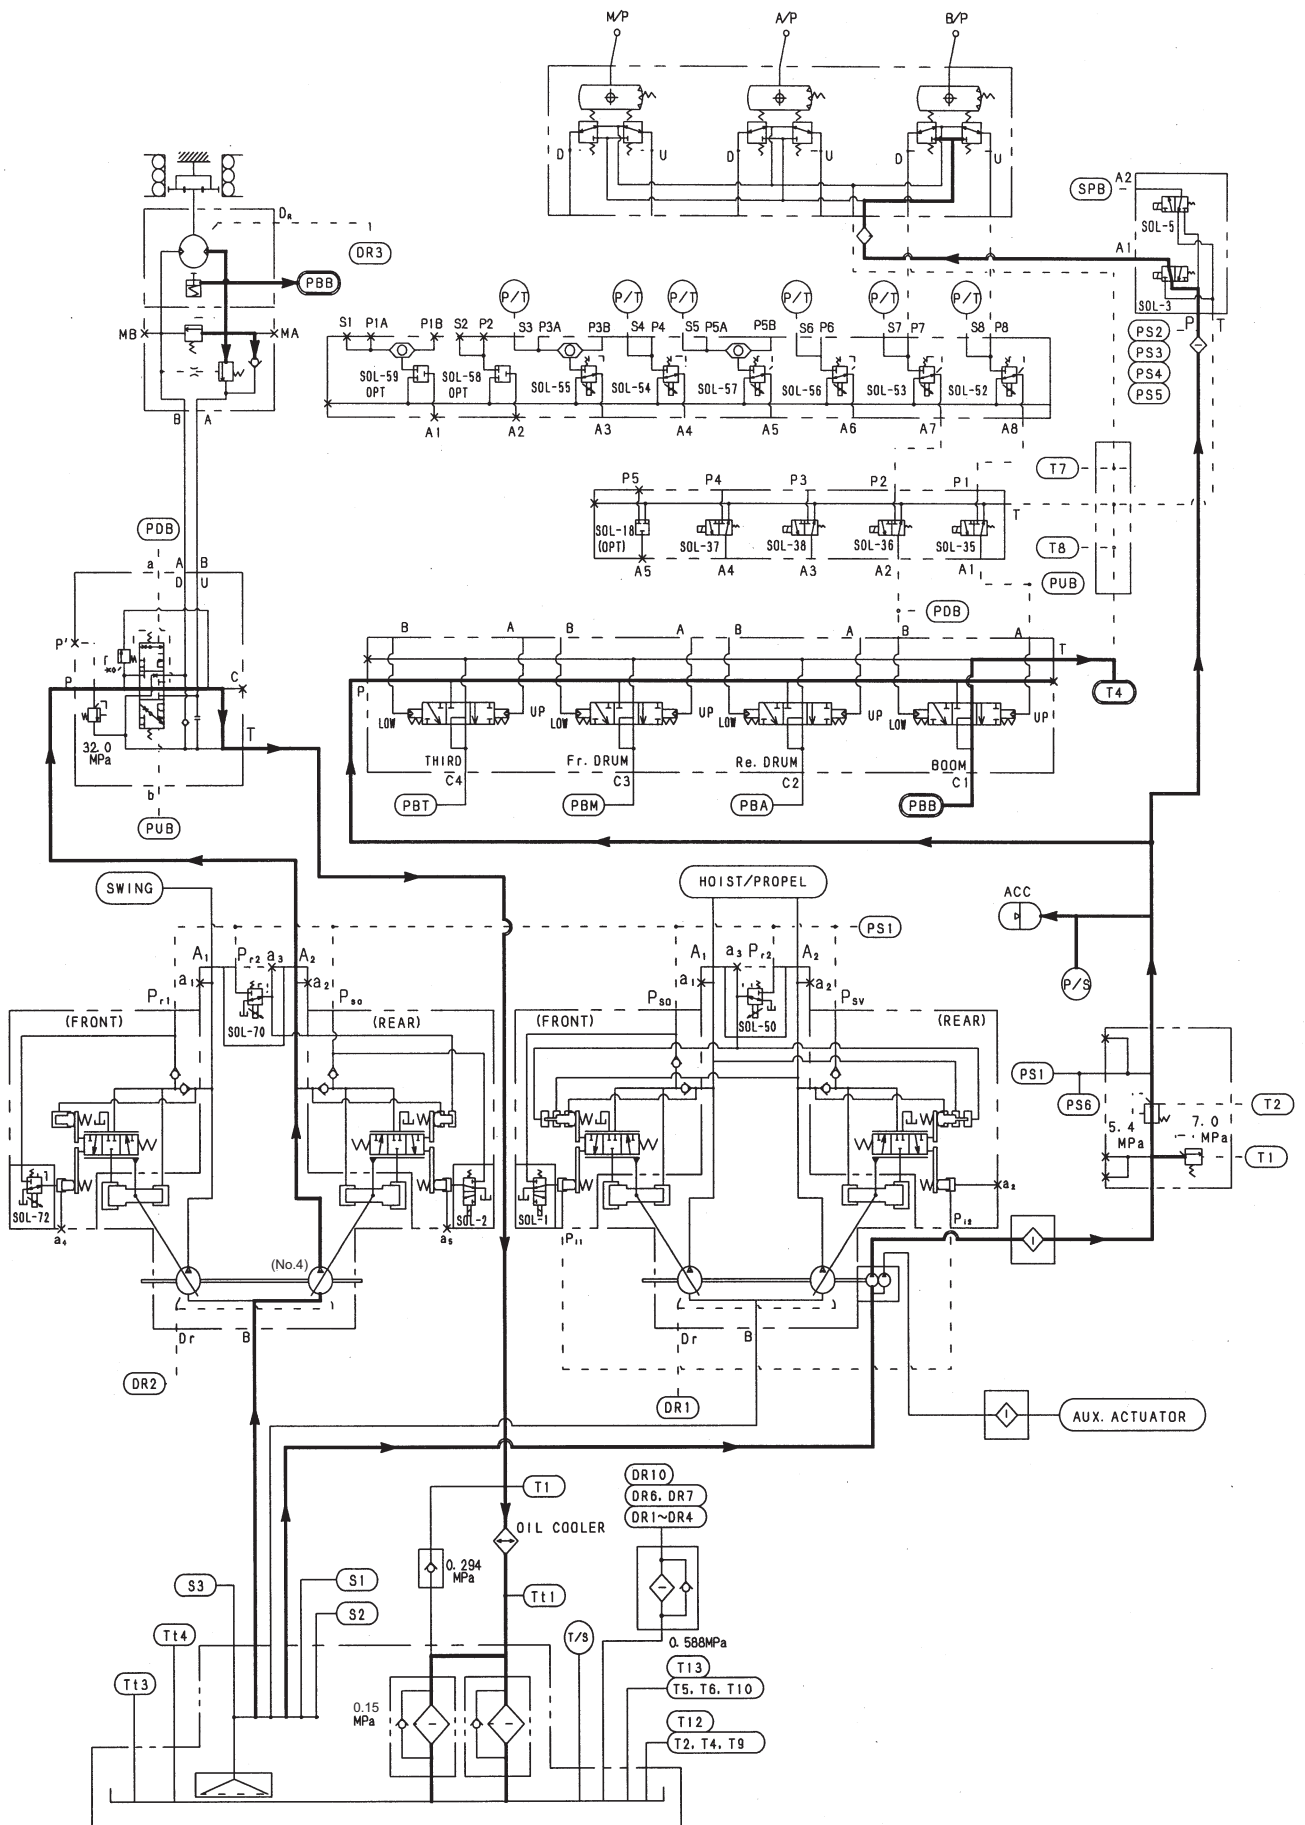 M/P A/P B/P
D U D U D U
A2
SPB
SOL-5
A1
SOL-3
P T
PS2
PS3
PS4
PS5
DR
DR3
PBB
MB MA
B A
P/T P/T P/T P/T P/T P/T
S1 P1A P1B S2 P2 S3 P3A P3B S4 P4 S5 P5A P5B S6 P6 S7 P7 S8 P8
SOL-59 OPT
SOL-58 OPT
SOL-55
SOL-54
SOL-57
SOL-56
SOL-53
SOL-52
A1 A2 A3 A4 A5 A6 A7 A8
P5 P4 P3 P2 P1
T
SOL-18
(OPT)
SOL-37
SOL-38
SOL-36
SOL-35
A5 A4 A3 A2 A1
T7
T8
PUB
PDB
PDB
a A B
D U
P'
P C
T
32.0
MPa
b
PUB
B A B A B A B A
T
T4
P
LOW UP LOW UP LOW UP LOW
THIRD Fr. DRUM Re. DRUM BOOM
C4 C3 C2 C1
PBT PBM PBA PBB
SWING
HOIST/PROPEL
PS1
ACC
P/S
A1 Pr2 a3 A2
a1 a2
Pr1 Pso
(FRONT) (REAR)
SOL-70
SOL-72
SOL-2
a4 a5
(No.4)
Dr B
DR2
A1 a3 Pr2 A2
a1 a2
Pso Psv
(FRONT) (REAR)
SOL-50
SOL-1
a2
Pi1 Pi2
Dr B
DR1
PS1
PS6
T2
5.4
MPa
7.0
MPa
T1
AUX. ACTUATOR
T1
OIL COOLER
0.294
MPa
Tt1
DR10
DR6, DR7
DR1~DR4
0.588MPa
S3
S1
S2
Tt4
Tt3
T/S
0.15
MPa
T13
T5, T6, T10
T12
T2, T4, T9